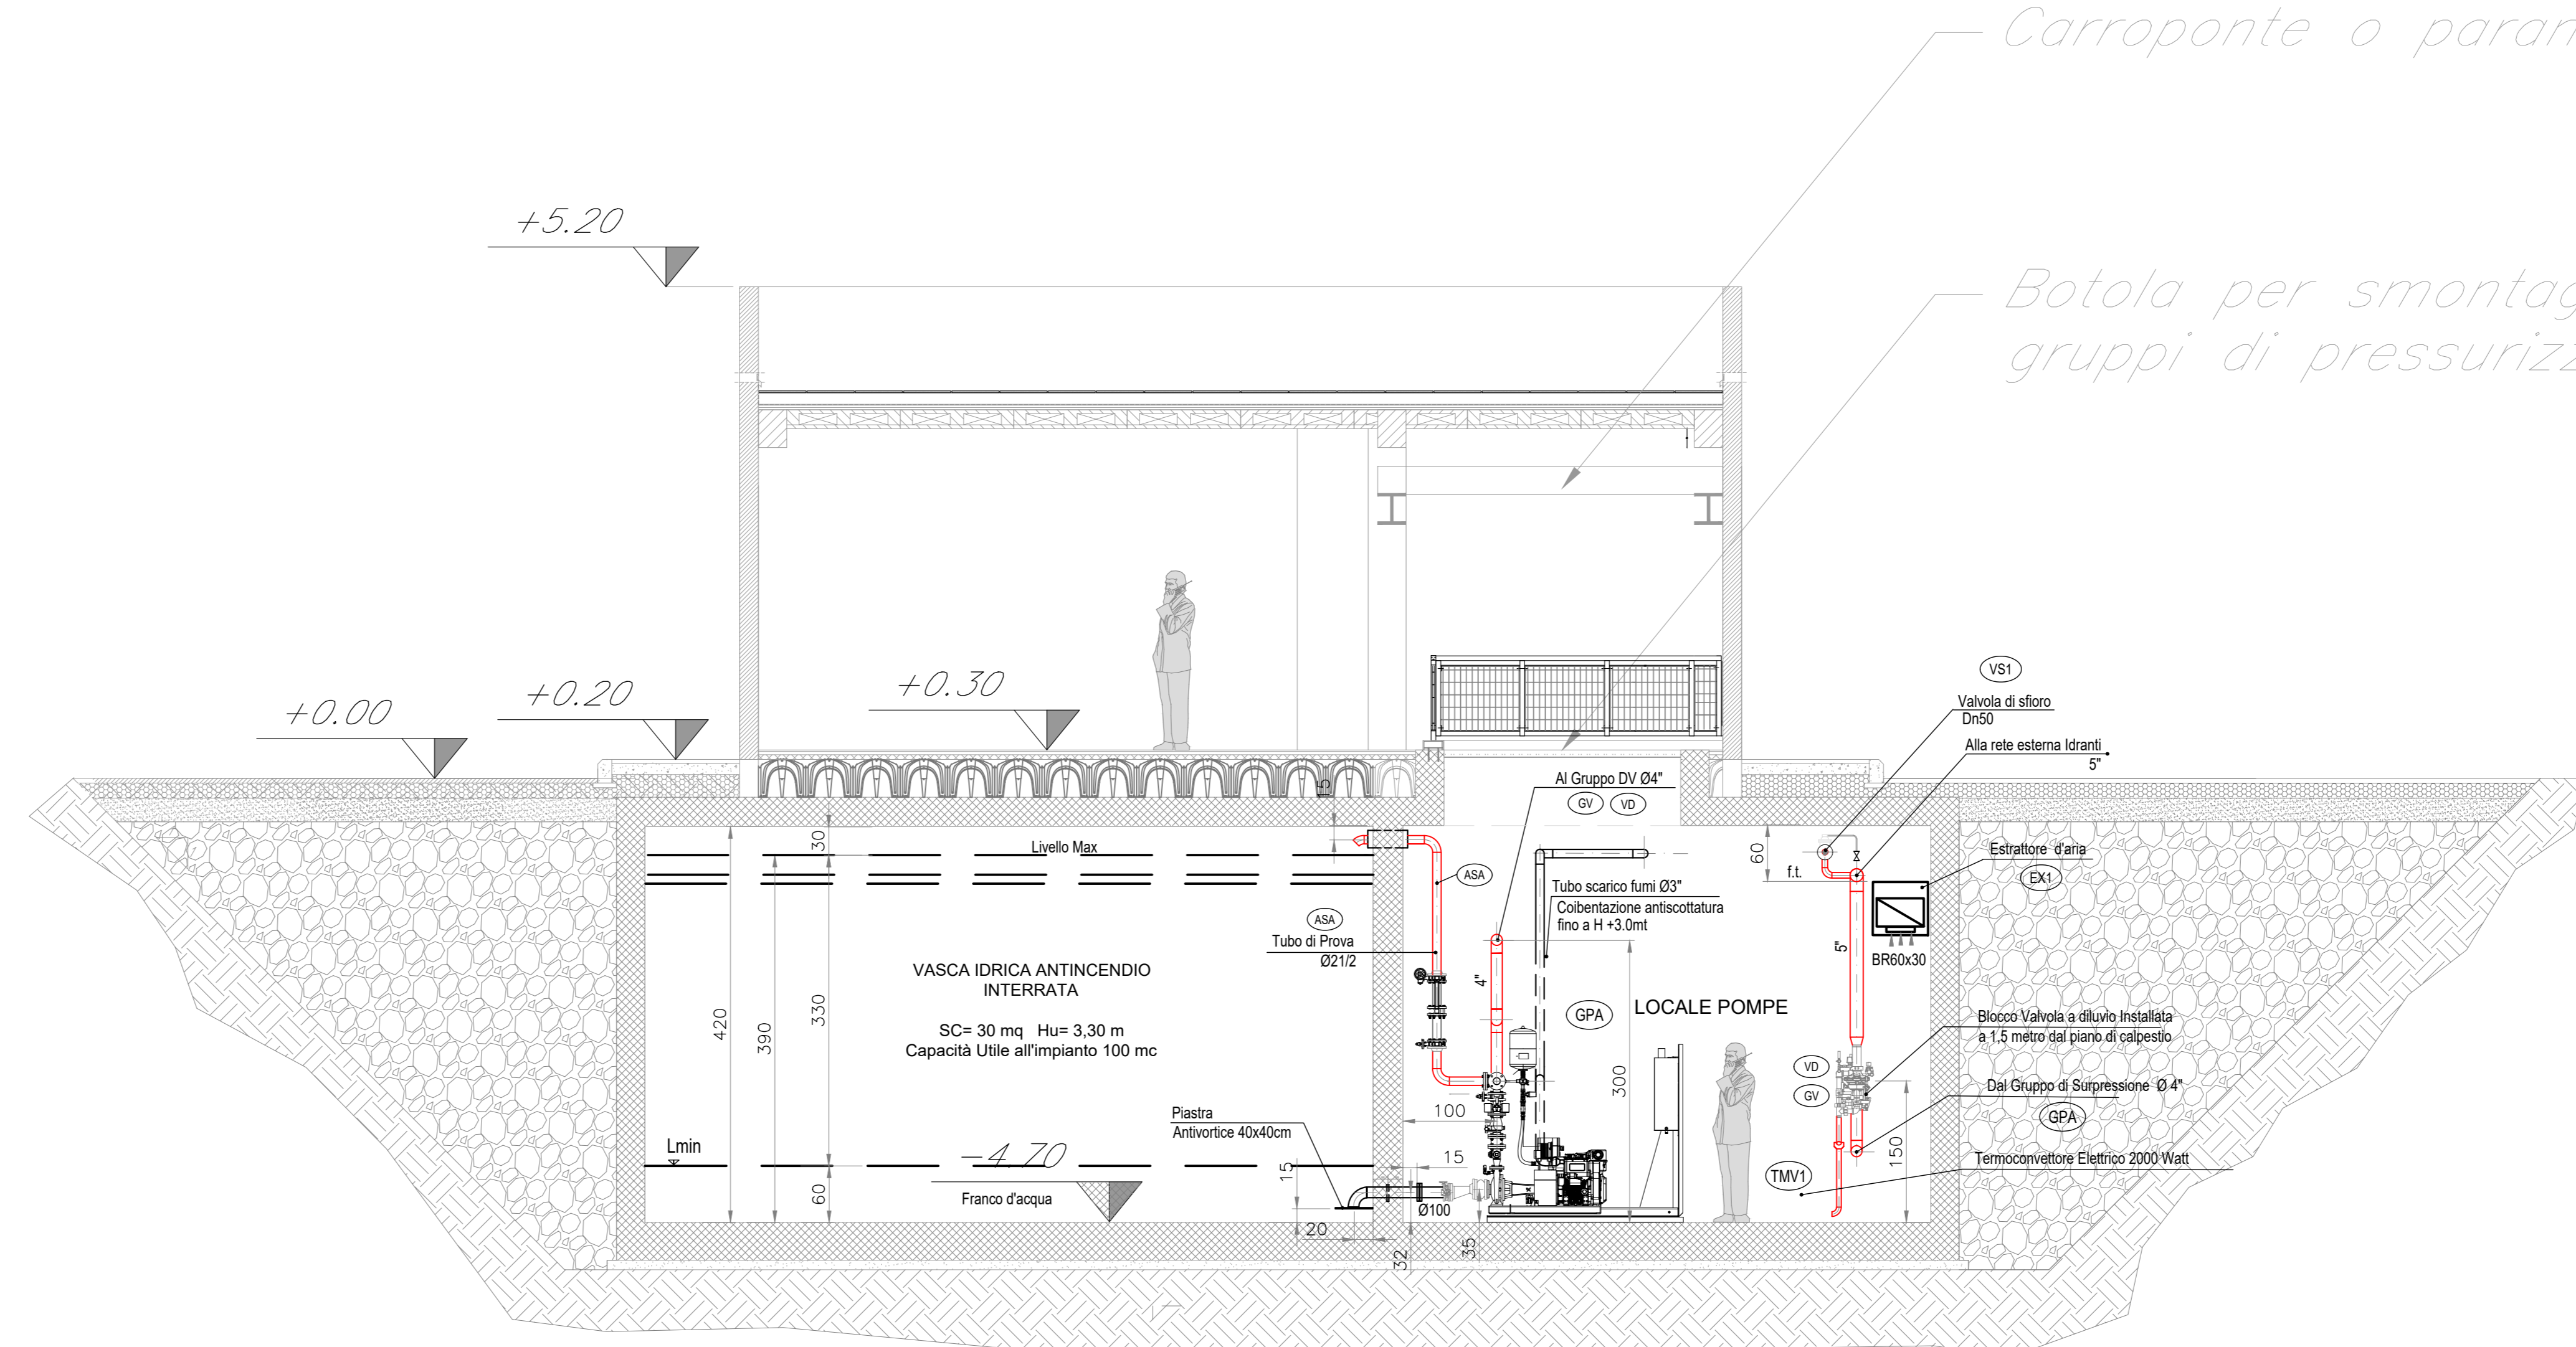 Carroponte o
+5.20
Botola per
gruppi di
+0.00
+0.20
+0.30
VS1
Valvola di sfioro
Dn50
Alla rete esterna Idranti
5"
Al Gruppo DV Ø4"
GV
VD
15
30
Livello Max
60
f.t.
Estrattore d'aria
EX1
BR60x30
ASA
Tubo scarico fumi Ø3"
Coibentazione antiscottatura
fino a H +3.0mt
ASA
Tubo di Prova
Ø21/2
VASCA IDRICA ANTINCENDIO
INTERRATA
SC= 30 mq Hu= 3,30 m
Capacità Utile all'impianto 100 mc
420
390
330
4"
5"
GPA
LOCALE POMPE
Blocco Valvola a diluvio Installata
a 1,5 metro dal piano di calpestio
VD
GV
Dal Gruppo di Surpressione Ø 4"
GPA
300
100
Piastra
Antivortice 40x40cm
Lmin
-4.70
Franco d'acqua
60
15
15
20
Ø100
32
35
150
TMV1
Termoconvettore Elettrico 2000 Watt